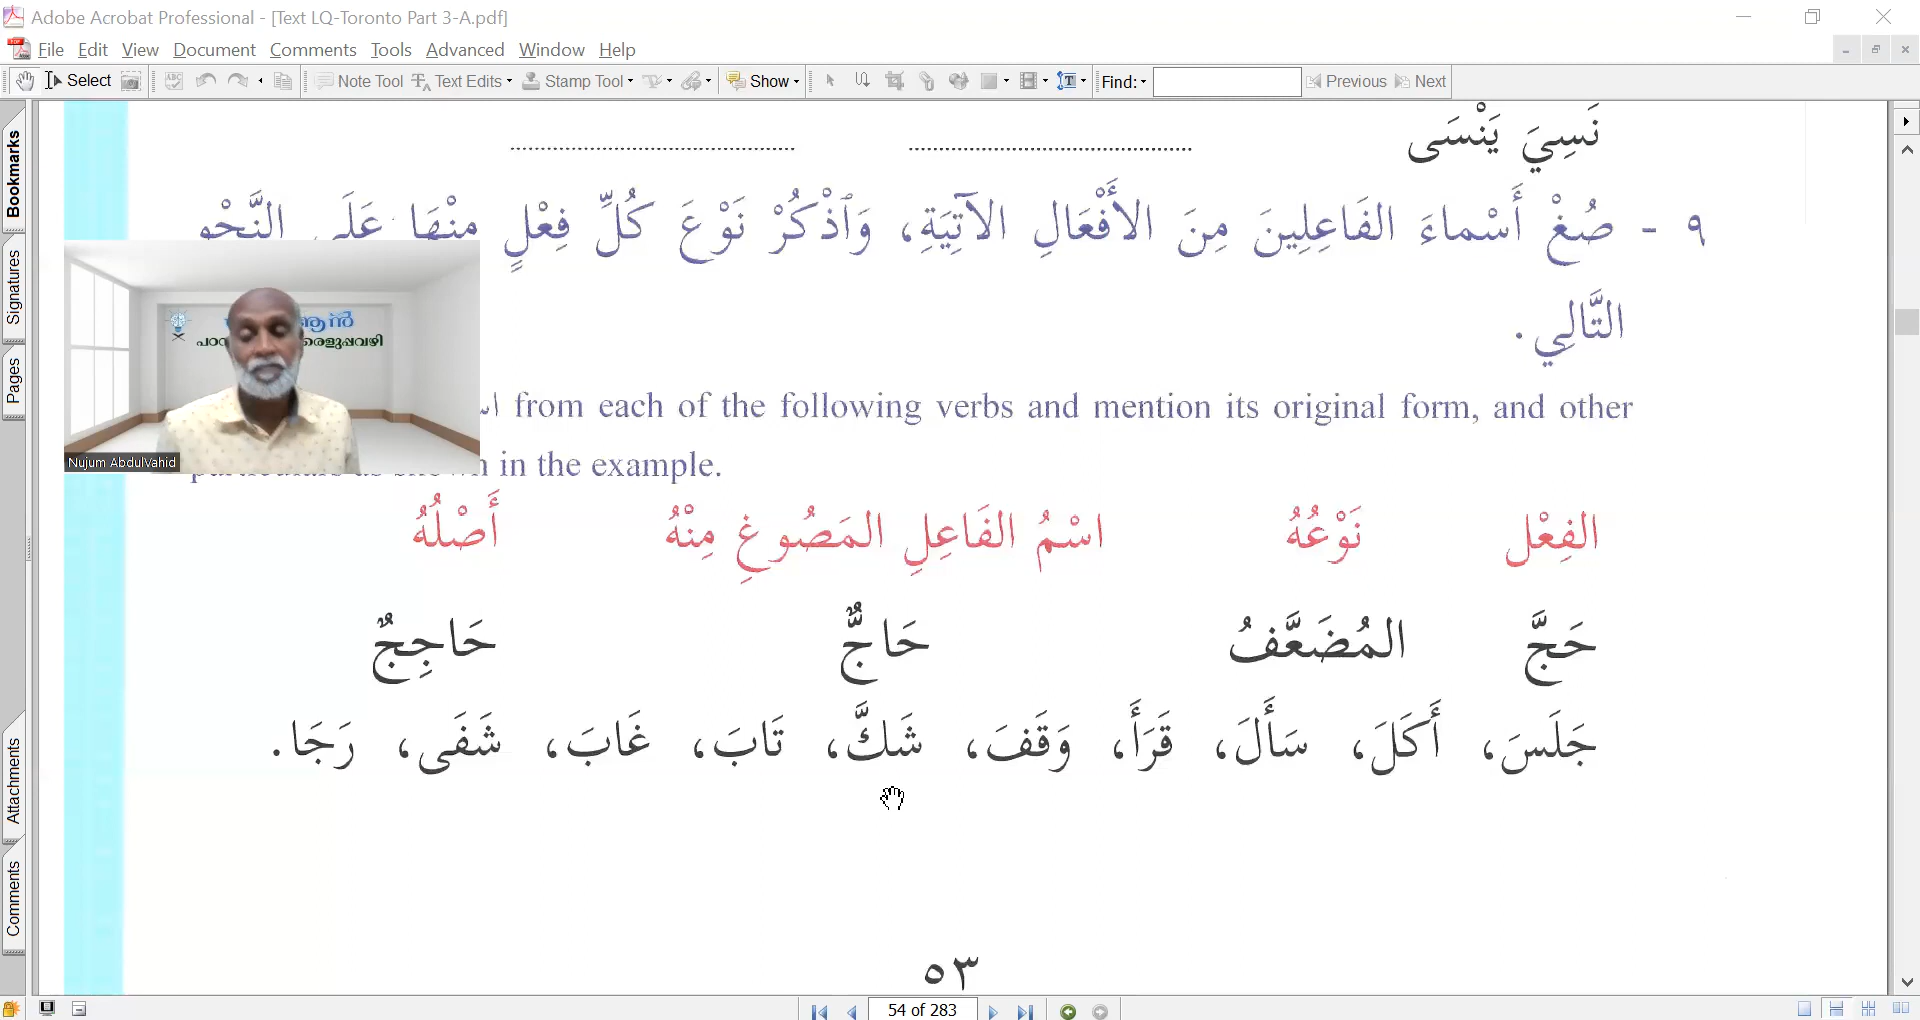 Adobe Acrobat Professional - [Text LQ-Toronto Part 3-A.pdf]
File Edit View Document Comments Tools Advanced Window Help
Select Note Tool Text Edits Stamp Tool Show Find: Previous Next
Bookmarks
Signatures
Pages
Attachments
Comments
نَسِيَ يَنْسَى ................................................ ................................................
٩ - صُغْ أَسْماءَ الفَاعِلِينَ مِنَ الأَفْعَالِ الآتِيَةِ، وَٱذْكُرْ نَوْعَ كُلِّ فِعْلٍ مِنْهَا عَلَى النَّحْوِ
التَّالِي.
from each of the following verbs and mention its original form, and other
in the example.
الفِعْل نَوْعُهُ اسْمُ الفَاعِلِ المَصُوغِ مِنْهُ أَصْلُهُ
حَجَّ المُضَعَّفُ حَاجٌّ حَاجِجٌ
جَلَسَ، أَكَلَ، سَأَلَ، قَرَأَ، وَقَفَ، شَكَّ، تَابَ، غَابَ، شَفَى، رَجَا.
٥٣
Nujum AbdulVahid
54 of 283